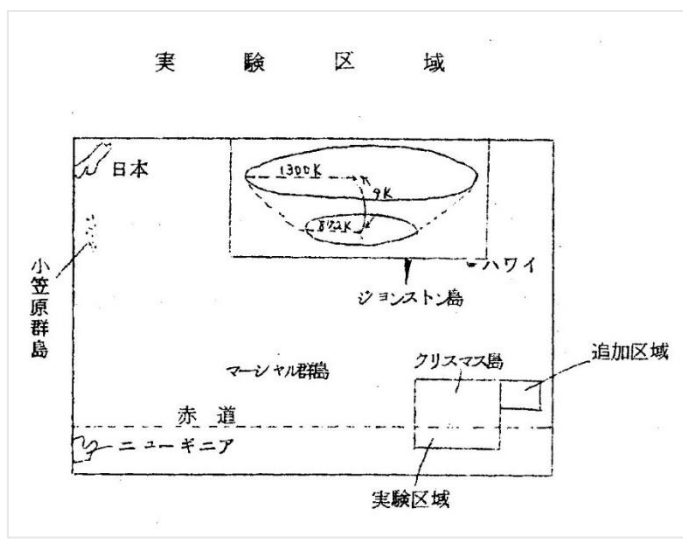 実験区域
日本
1300K
9K
872K
小笠原群島
ハワイ
ジョンストン島
マーシャル群島
クリスマス島
追加区域
赤道
ニューギニア
実験区域